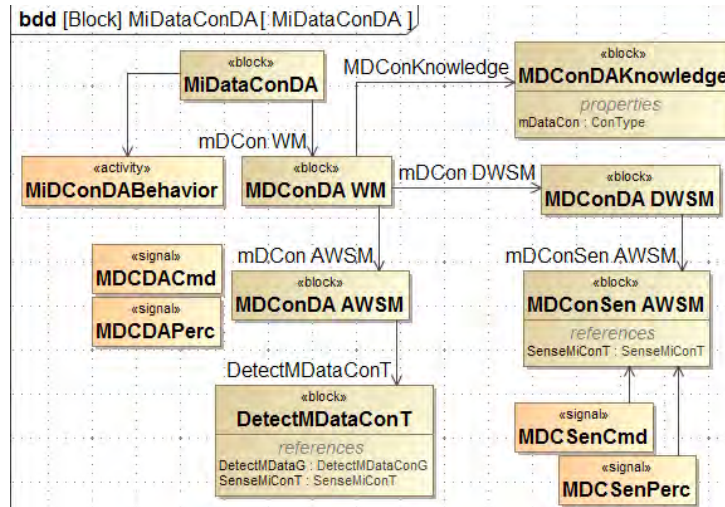 bdd [Block] MiDataConDA[ MiDataConDA ]
«block»
MiDataConDA
MDConKnowledge
«block»
MDConDAKnowledge
properties
mDataCon : ConType
mDCon WM
«activity»
MiDConDABehavior
«block»
MDConDA WM
mDCon DWSM
«block»
MDConDA DWSM
«signal»
MDCDACmd
«signal»
MDCDAPerc
mDCon AWSM
«block»
MDConDA AWSM
mDConSen AWSM
«block»
MDConSen AWSM
references
SenseMiConT : SenseMiConT
DetectMDataConT
«block»
DetectMDataConT
references
DetectMDataG : DetectMDataConG
SenseMiConT : SenseMiConT
«signal»
MDCSenCmd
«signal»
MDCSenPerc